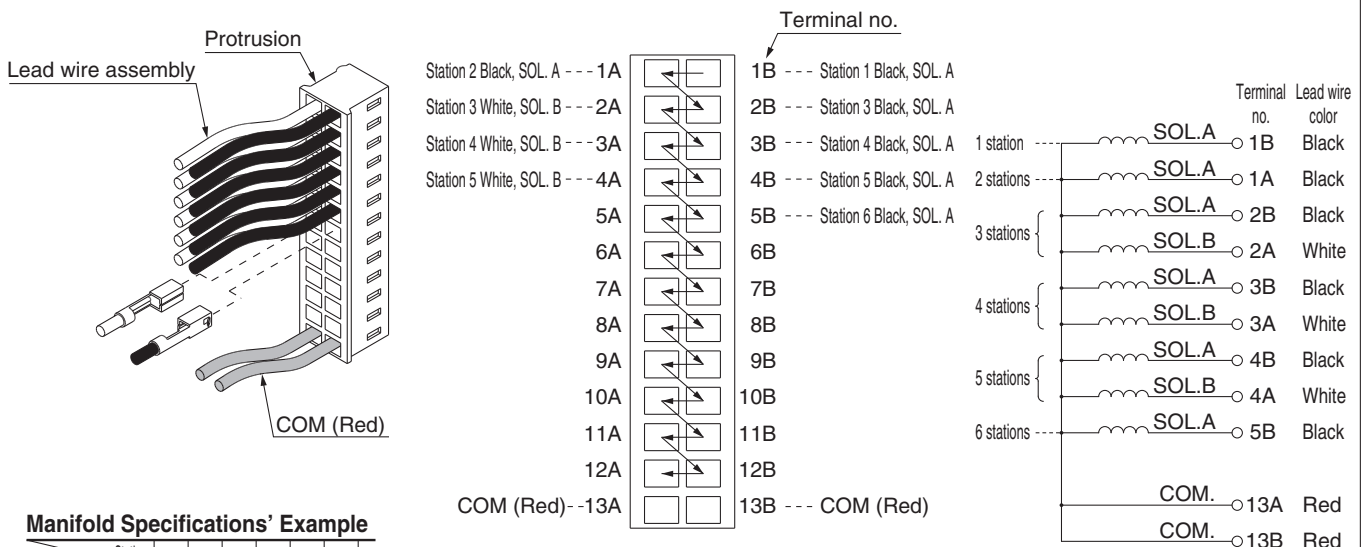 Protrusion
Lead wire assembly
COM (Red)
Terminal no.
Station 2 Black, SOL. A --- 1A 1B --- Station 1 Black, SOL. A
Station 3 White, SOL. B --- 2A 2B --- Station 3 Black, SOL. A
Station 4 White, SOL. B --- 3A 3B --- Station 4 Black, SOL. A
Station 5 White, SOL. B --- 4A 4B --- Station 5 Black, SOL. A
5A 5B --- Station 6 Black, SOL. A
6A 6B
7A 7B
8A 8B
9A 9B
10A 10B
11A 11B
12A 12B
COM (Red)--13A 13B --- COM (Red)
Terminal no. Lead wire color
1 station ---- SOL.A 1B Black
2 stations ---- SOL.A 1A Black
3 stations { SOL.A 2B Black
SOL.B 2A White
4 stations { SOL.A 3B Black
SOL.B 3A White
5 stations { SOL.A 4B Black
SOL.B 4A White
6 stations ---- SOL.A 5B Black
COM. 13A Red
COM. 13B Red
Manifold Specifications' Example